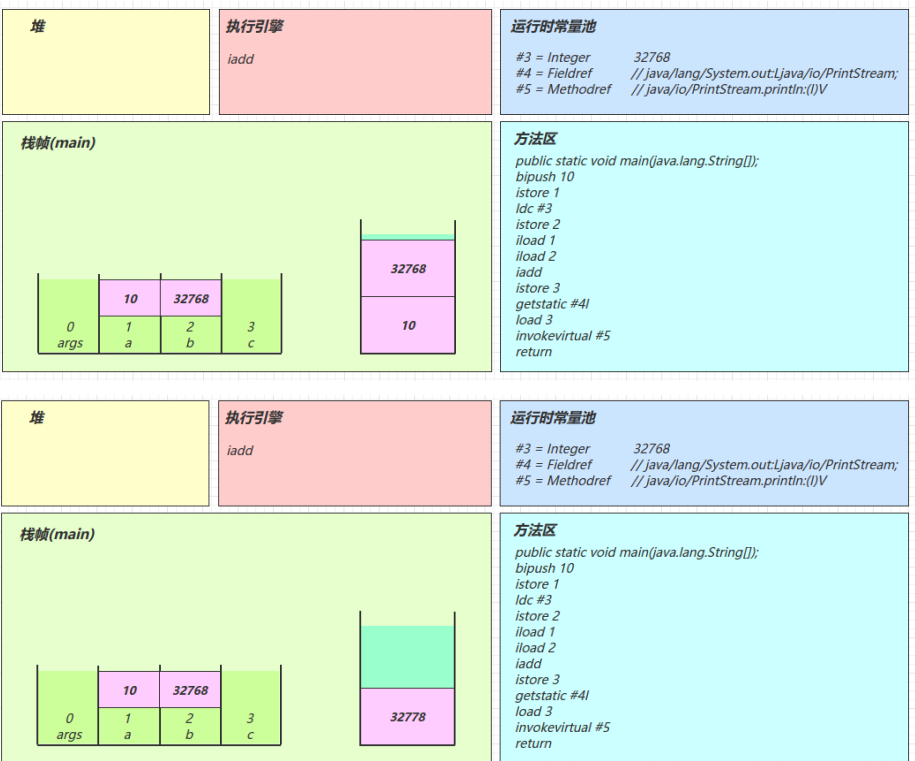 堆
执行引擎
iadd
运行时常量池
#3 = Integer 32768
#4 = Fieldref // java/lang/System.out:Ljava/io/PrintStream;
#5 = Methodref // java/io/PrintStream.println:(I)V
栈帧(main)
32768
10
10 32768
0 1 2 3
args a b c
方法区
public static void main(java.lang.String[]);
bipush 10
istore 1
ldc #3
istore 2
iload 1
iload 2
iadd
istore 3
getstatic #4I
load 3
invokevirtual #5
return
堆
执行引擎
iadd
运行时常量池
#3 = Integer 32768
#4 = Fieldref // java/lang/System.out:Ljava/io/PrintStream;
#5 = Methodref // java/io/PrintStream.println:(I)V
栈帧(main)
10 32768
32778
0 1 2 3
args a b c
方法区
public static void main(java.lang.String[]);
bipush 10
istore 1
ldc #3
istore 2
iload 1
iload 2
iadd
istore 3
getstatic #4I
load 3
invokevirtual #5
return